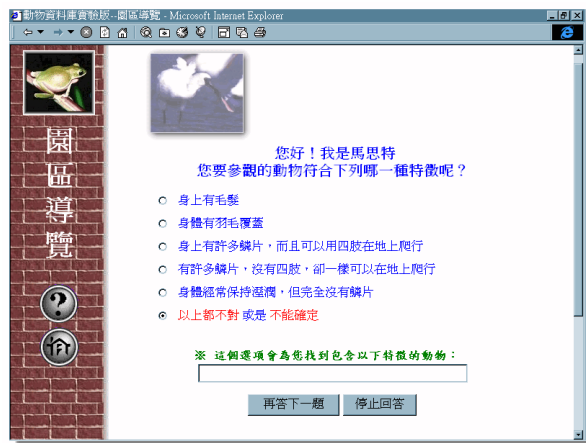 動物資料庫實驗版--園區導覽 - Microsoft Internet Explorer
園區導覽
您好！我是馬思特
您要參觀的動物符合下列哪一種特徵呢？
身上有毛髮
身體有羽毛覆蓋
身上有許多鱗片，而且可以用四肢在地上爬行
有許多鱗片，沒有四肢，卻一樣可以在地上爬行
身體經常保持溼潤，但完全沒有鱗片
以上都不對 或是 不能確定
※ 這個選項會為您找到包含以下特徵的動物：
再答下一題 停止回答